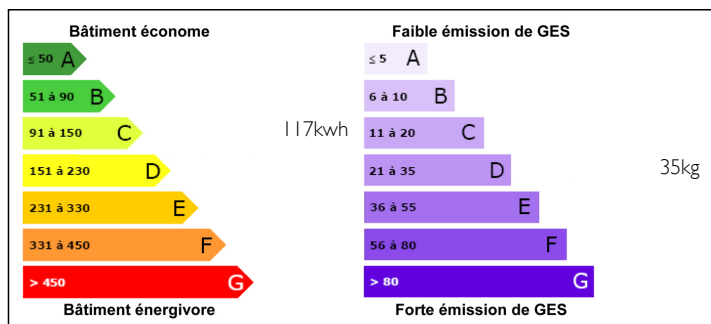 Bâtiment économe
≤ 50 A
51 à 90 B
91 à 150 C
117kwh
151 à 230 D
231 à 330 E
331 à 450 F
> 450 G
Bâtiment énergivore
Faible émission de GES
≤ 5 A
6 à 10 B
11 à 20 C
21 à 35 D
35kg
36 à 55 E
56 à 80 F
> 80 G
Forte émission de GES